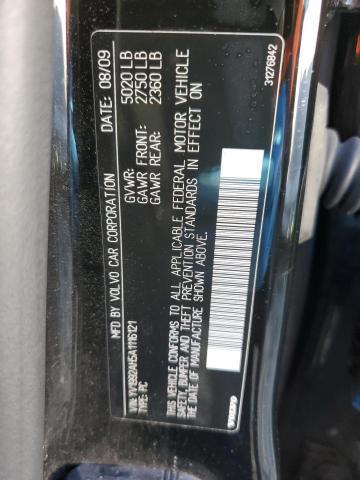 MFD BY VOLVO CAR CORPORATION DATE: 08/09
GVWR: 5020 LB
GAWR FRONT: 2750 LB
GAWR REAR: 2360 LB
VIN: YV1992AH5A1116121
TYPE: PC
THIS VEHICLE CONFORMS TO ALL APPLICABLE FEDERAL MOTOR VEHICLE
SAFETY, BUMPER, AND THEFT PREVENTION STANDARDS IN EFFECT ON
THE DATE OF MANUFACTURE SHOWN ABOVE.
31276842